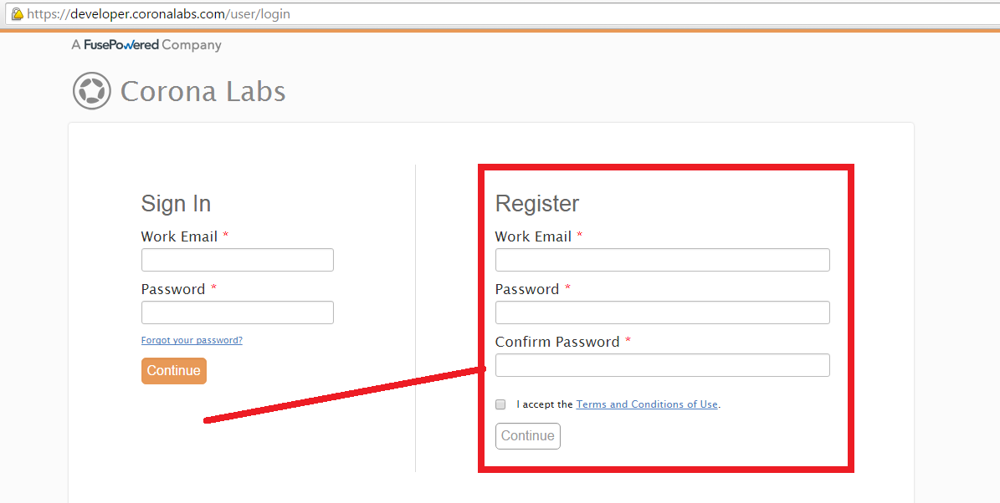 https://developer.coronalabs.com/user/login
A FusePowered Company
Corona Labs
Sign In
Work Email *
Password *
Forgot your password?
Continue
Register
Work Email *
Password *
Confirm Password *
I accept the Terms and Conditions of Use.
Continue